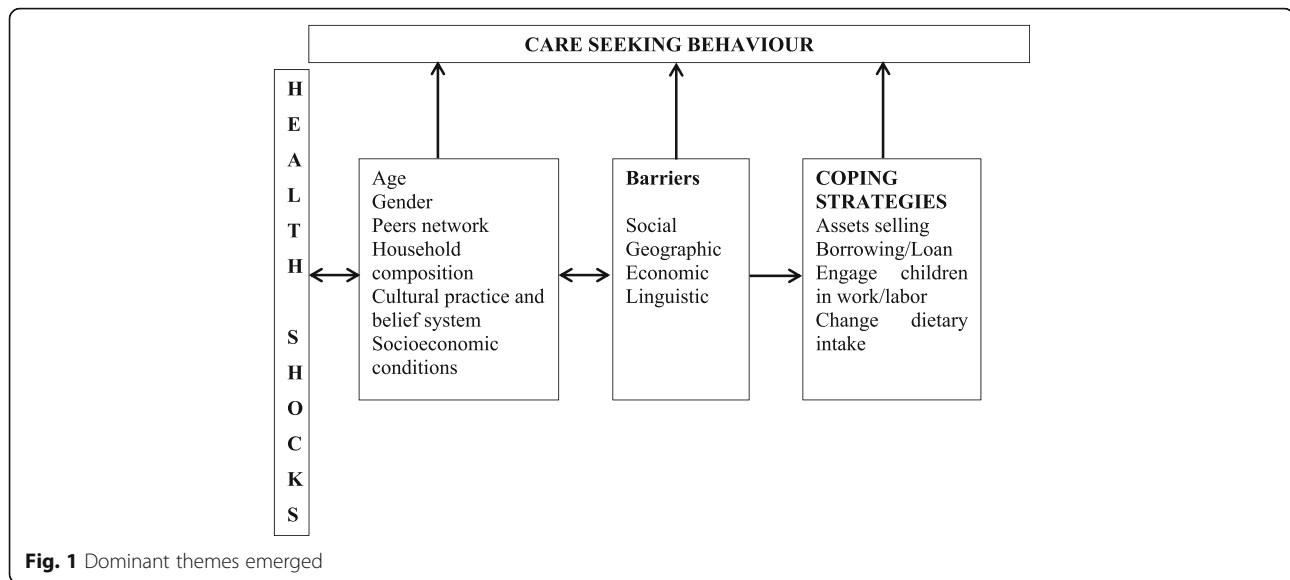 CARE SEEKING BEHAVIOUR
HEALTH SHOCKS
Age
Gender
Peers network
Household
composition
Cultural practice and
belief system
Socioeconomic
conditions
Barriers
Social
Geographic
Economic
Linguistic
COPING
STRATEGIES
Assets selling
Borrowing/Loan
Engage children
in work/labor
Change dietary
intake
Fig. 1 Dominant themes emerged